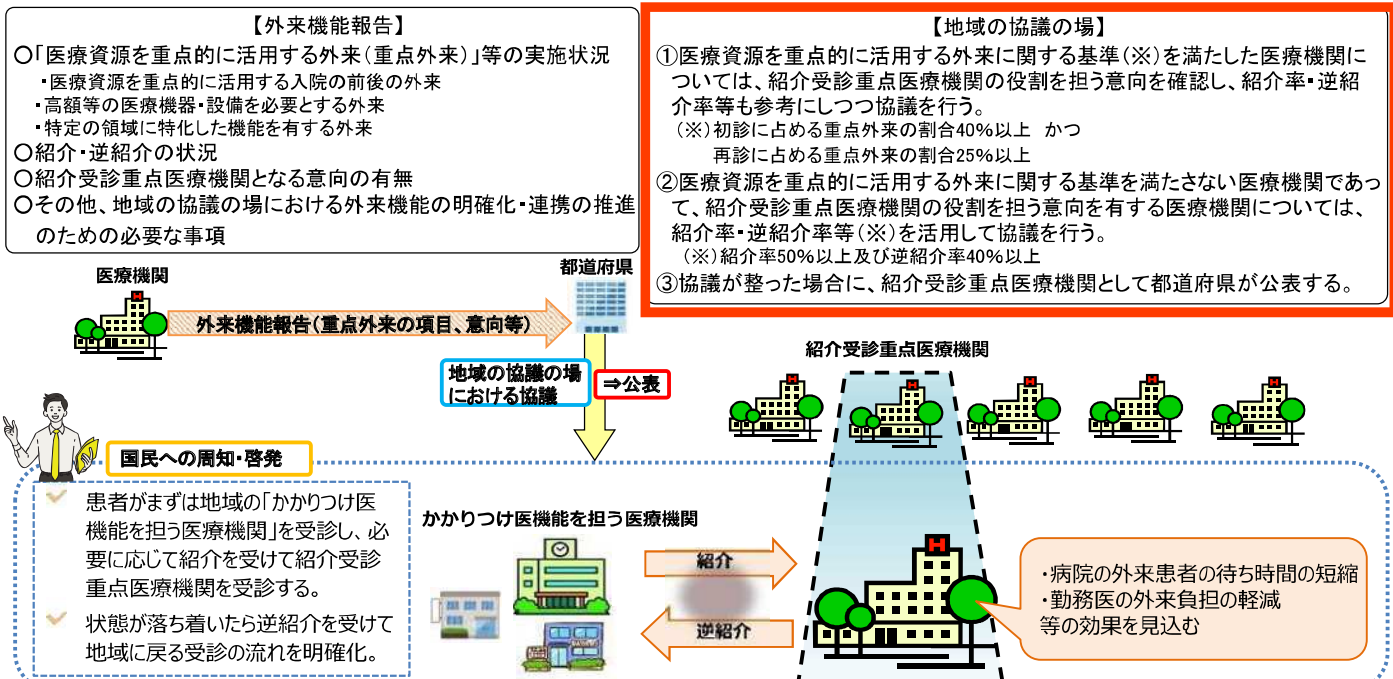 【外来機能報告】
○「医療資源を重点的に活用する外来(重点外来)」等の実施状況
・医療資源を重点的に活用する入院の前後の外来
・高額等の医療機器・設備を必要とする外来
・特定の領域に特化した機能を有する外来
○紹介・逆紹介の状況
○紹介受診重点医療機関となる意向の有無
○その他、地域の協議の場における外来機能の明確化・連携の推進
のための必要な事項
【地域の協議の場】
①医療資源を重点的に活用する外来に関する基準(※)を満たした医療機関に
ついては、紹介受診重点医療機関の役割を担う意向を確認し、紹介率・逆紹
介率等も参考にしつつ協議を行う。
(※)初診に占める重点外来の割合40%以上 かつ
再診に占める重点外来の割合25%以上
②医療資源を重点的に活用する外来に関する基準を満たさない医療機関であっ
て、紹介受診重点医療機関の役割を担う意向を有する医療機関については、
紹介率・逆紹介率等(※)を活用して協議を行う。
(※)紹介率50%以上及び逆紹介率40%以上
③協議が整った場合に、紹介受診重点医療機関として都道府県が公表する。
医療機関
都道府県
H
外来機能報告(重点外来の項目、意向等)
地域の協議の場
における協議
⇒公表
紹介受診重点医療機関
H
H
H
H
H
国民への周知・啓発
患者がまずは地域の「かかりつけ医
機能を担う医療機関」を受診し、必
要に応じて紹介を受けて紹介受診
重点医療機関を受診する。
状態が落ち着いたら逆紹介を受けて
地域に戻る受診の流れを明確化。
かかりつけ医機能を担う医療機関
紹介
逆紹介
H
・病院の外来患者の待ち時間の短縮
・勤務医の外来負担の軽減
等の効果を見込む